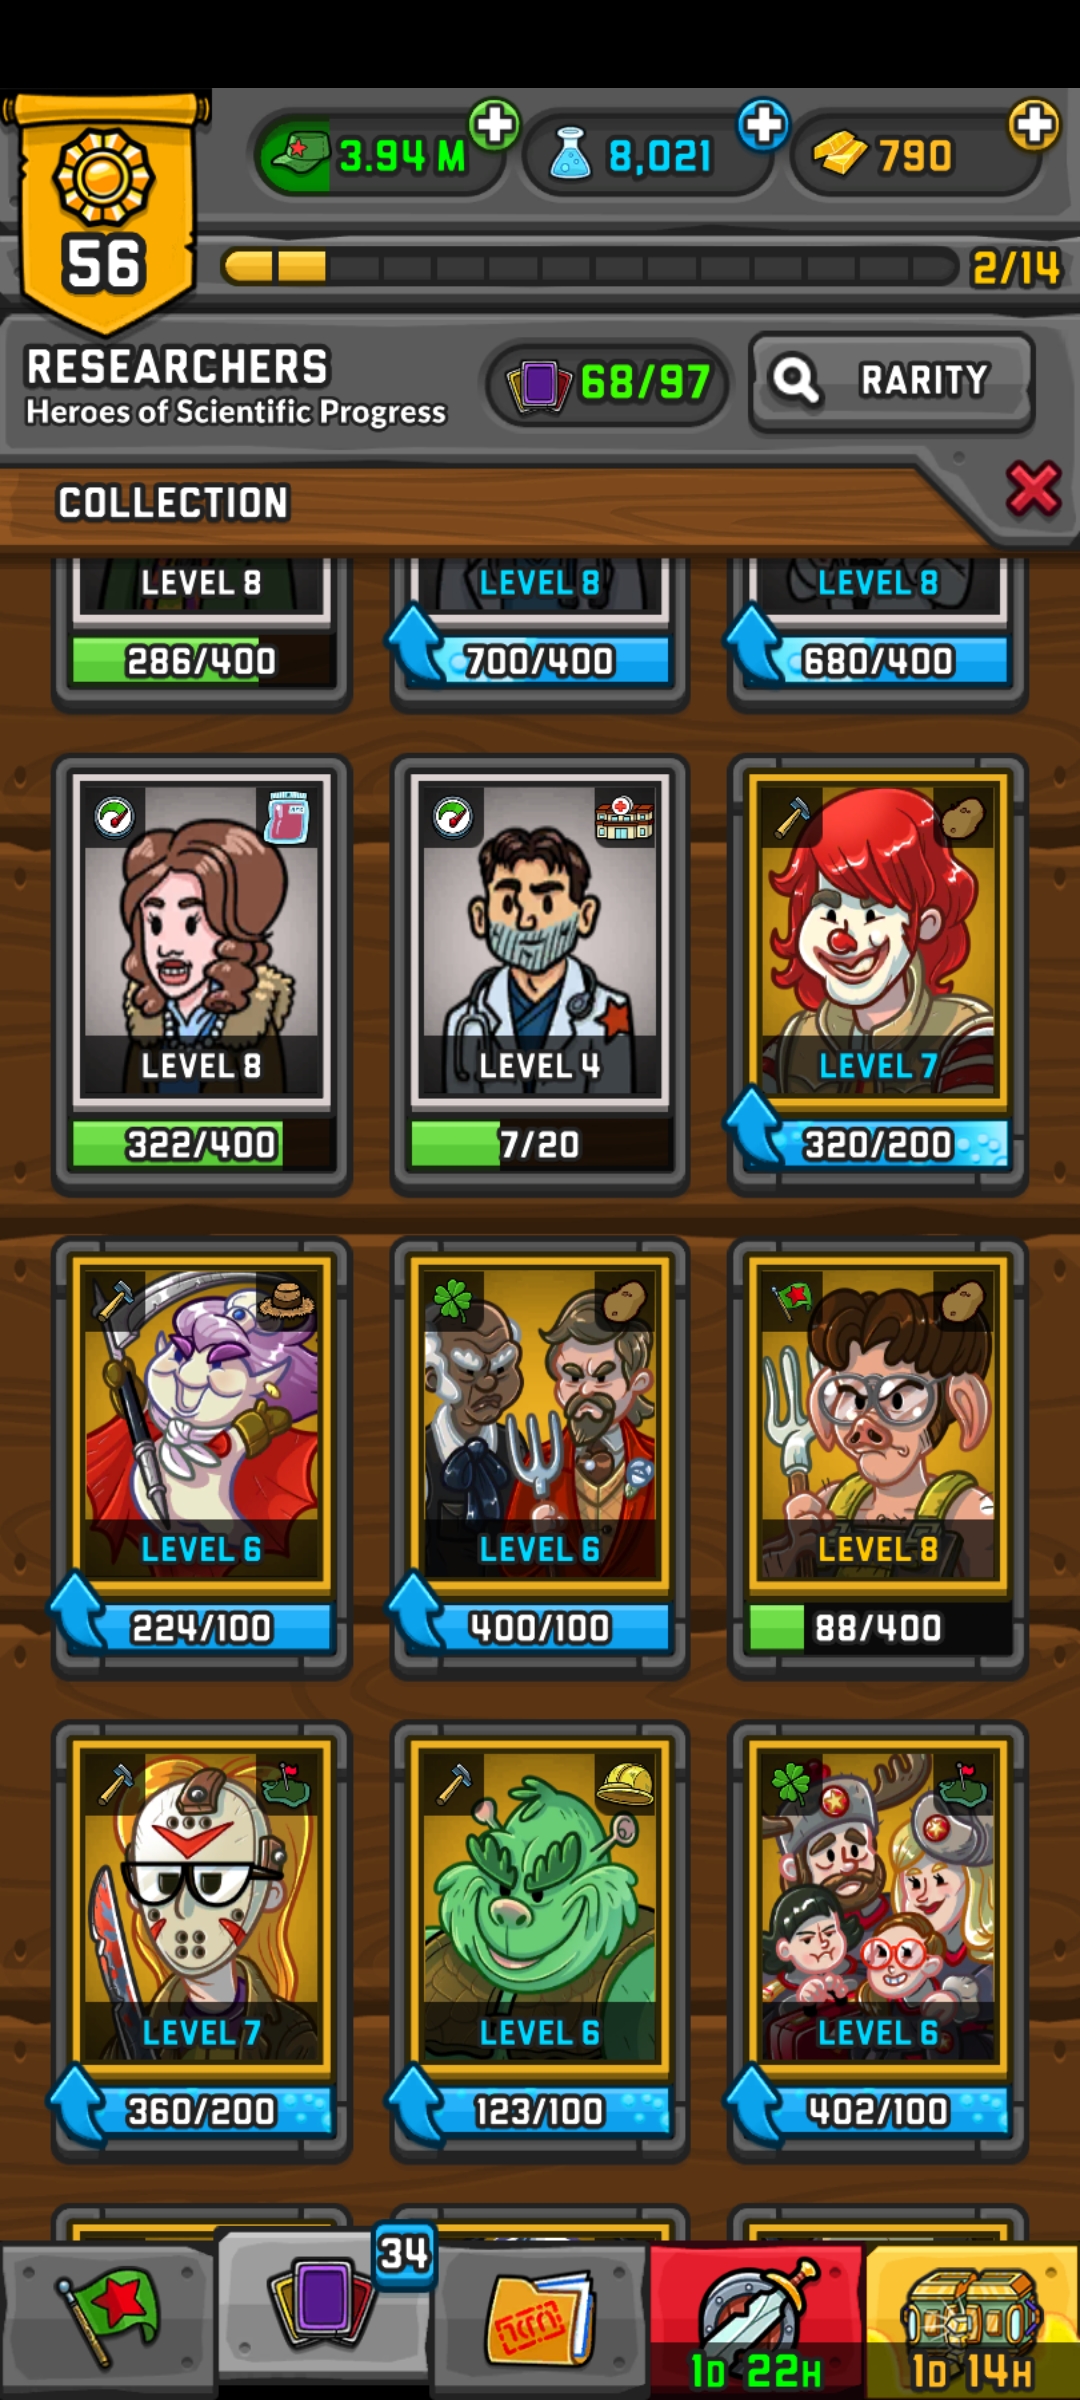 3.94 M
8,021
790
56
2/14
RESEARCHERS
Heroes of Scientific Progress
68/97
RARITY
COLLECTION
LEVEL 8
LEVEL 8
LEVEL 8
286/400
700/400
680/400
LEVEL 8
LEVEL 4
LEVEL 7
322/400
7/20
320/200
LEVEL 6
LEVEL 6
LEVEL 8
224/100
400/100
88/400
LEVEL 7
LEVEL 6
LEVEL 6
360/200
123/100
402/100
34
1D 22H
1D 14H